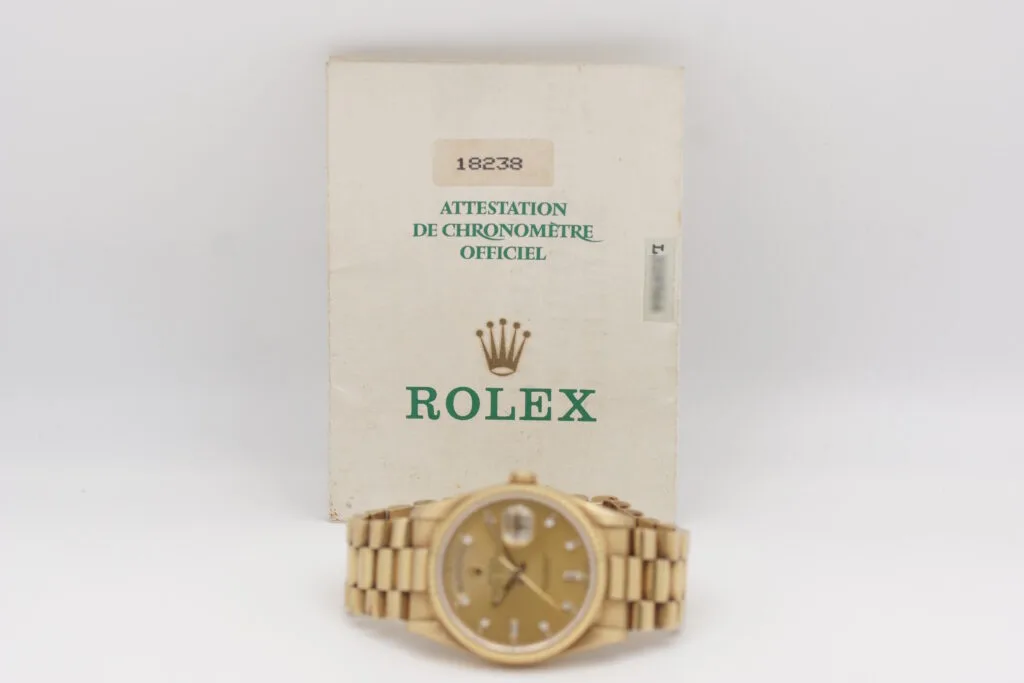 18238
ATTESTATION
DE CHRONOMÈTRE
OFFICIEL
L
ROLEX